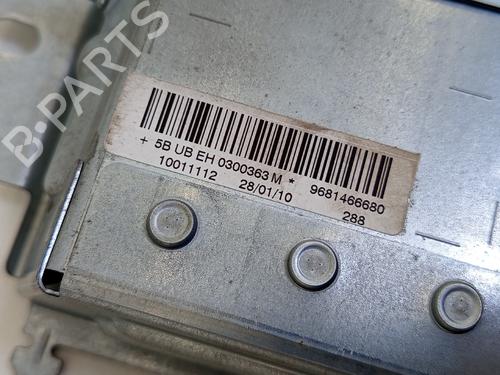 B-PARTS
+ 5B UB EH 0300363 M * 9681466680
10011112 28/01/10 288